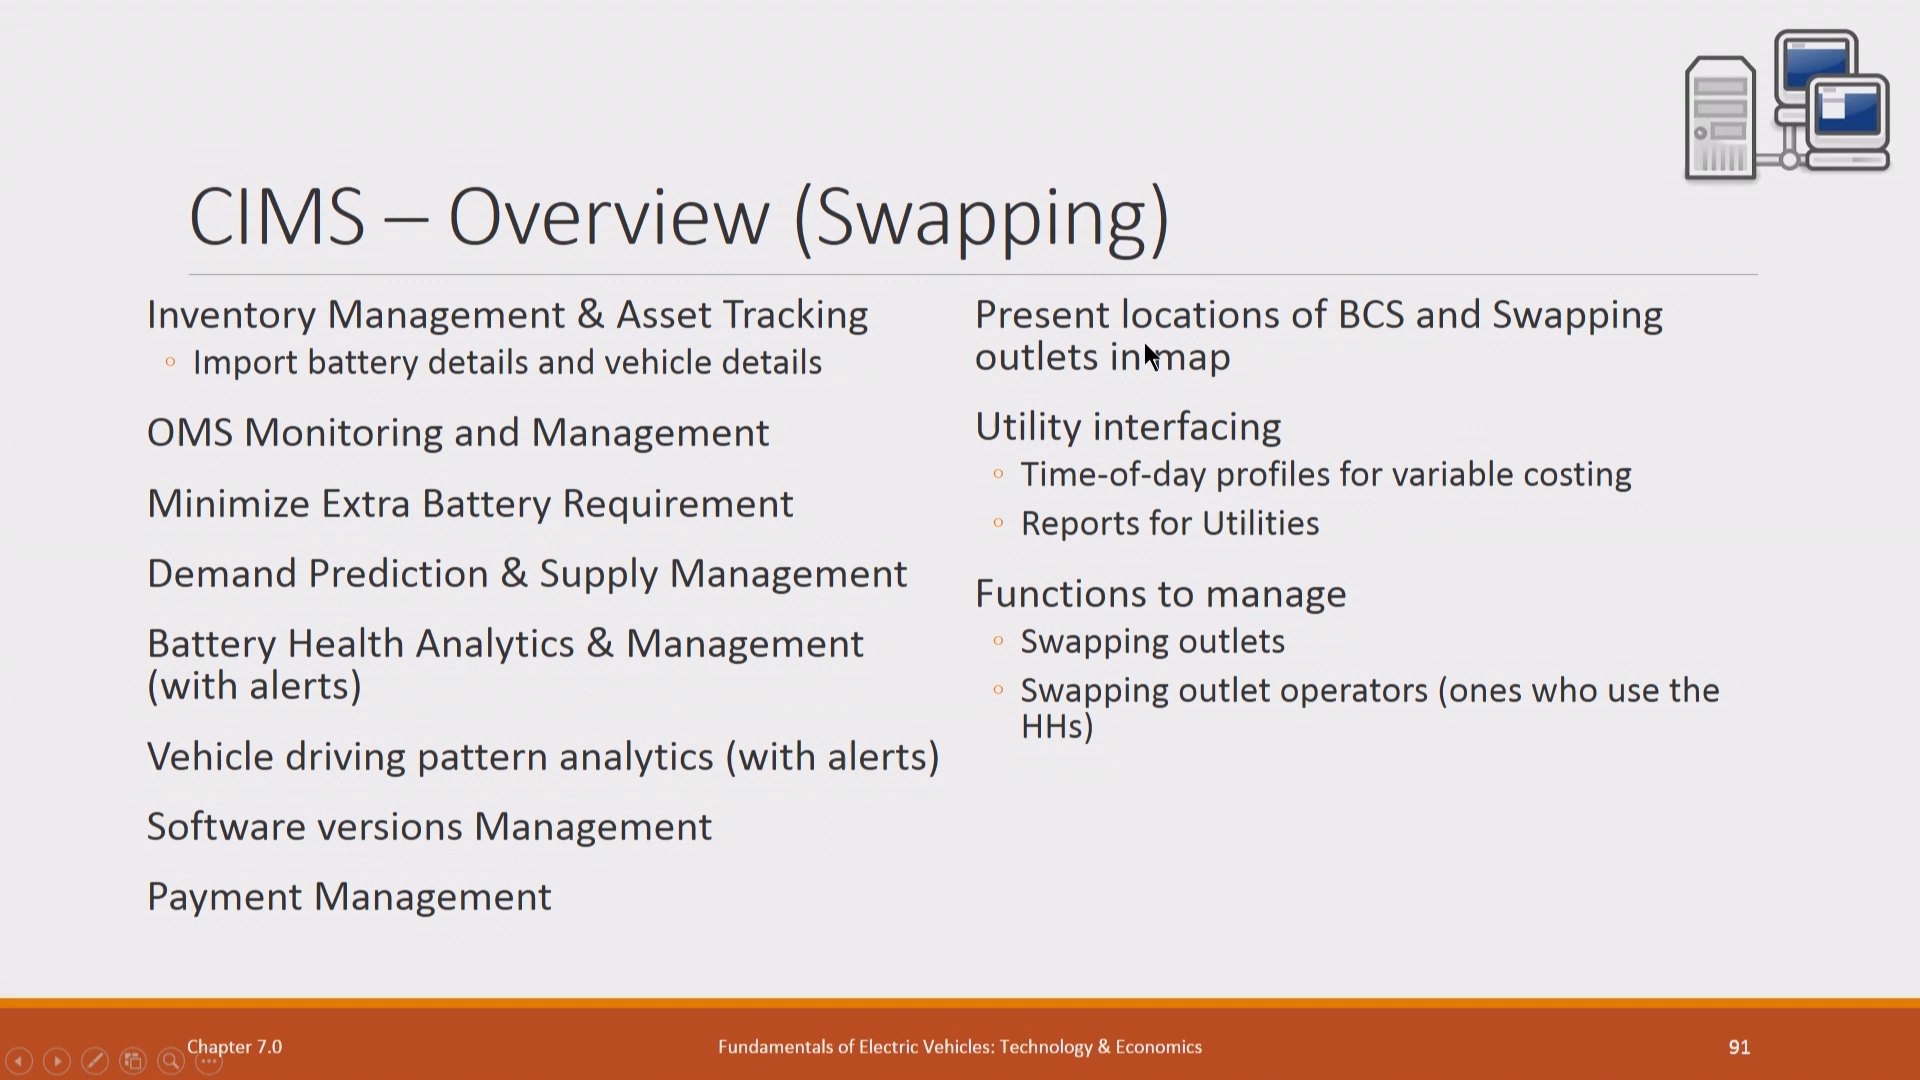 CIMS – Overview (Swapping)
Inventory Management & Asset Tracking
Import battery details and vehicle details
OMS Monitoring and Management
Minimize Extra Battery Requirement
Demand Prediction & Supply Management
Battery Health Analytics & Management
(with alerts)
Vehicle driving pattern analytics (with alerts)
Software versions Management
Payment Management
Present locations of BCS and Swapping
outlets in map
Utility interfacing
Time-of-day profiles for variable costing
Reports for Utilities
Functions to manage
Swapping outlets
Swapping outlet operators (ones who use the
HHs)
Chapter 7.0
Fundamentals of Electric Vehicles: Technology & Economics
91